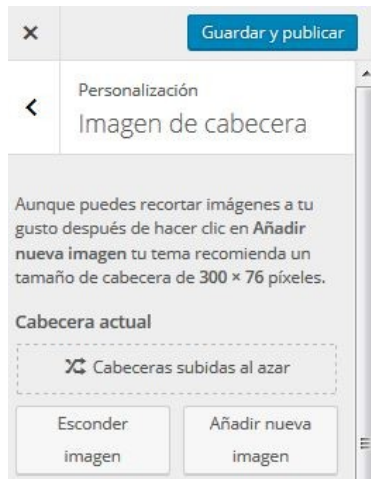 Guardar y publicar
Personalización
Imagen de cabecera
Aunque puedes recortar imágenes a tu
gusto después de hacer clic en Añadir
nueva imagen tu tema recomienda un
tamaño de cabecera de 300 × 76 píxeles.
Cabecera actual
Cabeceras subidas al azar
Esconder
imagen
Añadir nueva
imagen